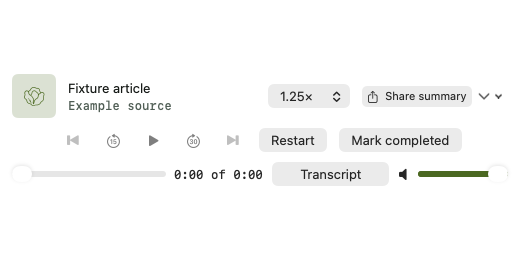 Fixture article
Example source
1.25×
Share summary
15
30
Restart
Mark completed
0:00 of 0:00
Transcript